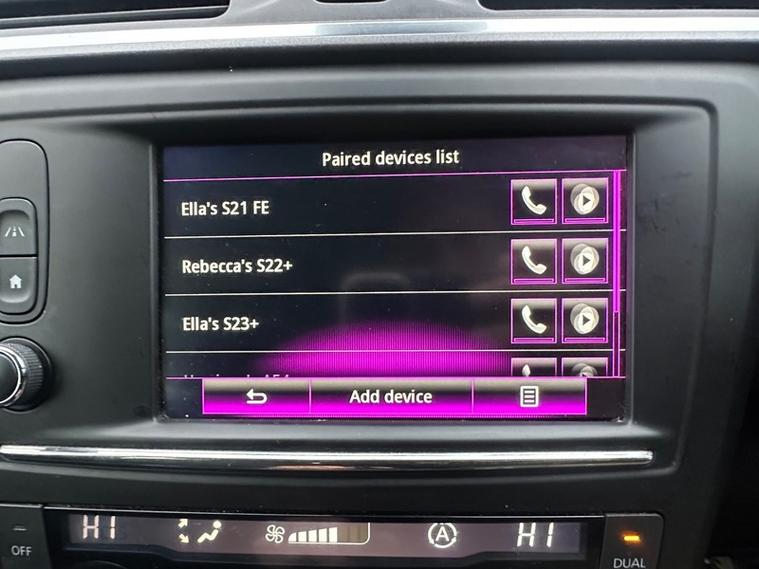 Paired devices list
Ella's S21 FE
Rebecca's S22+
Ella's S23+
Add device
HI A HI
OFF
DUAL